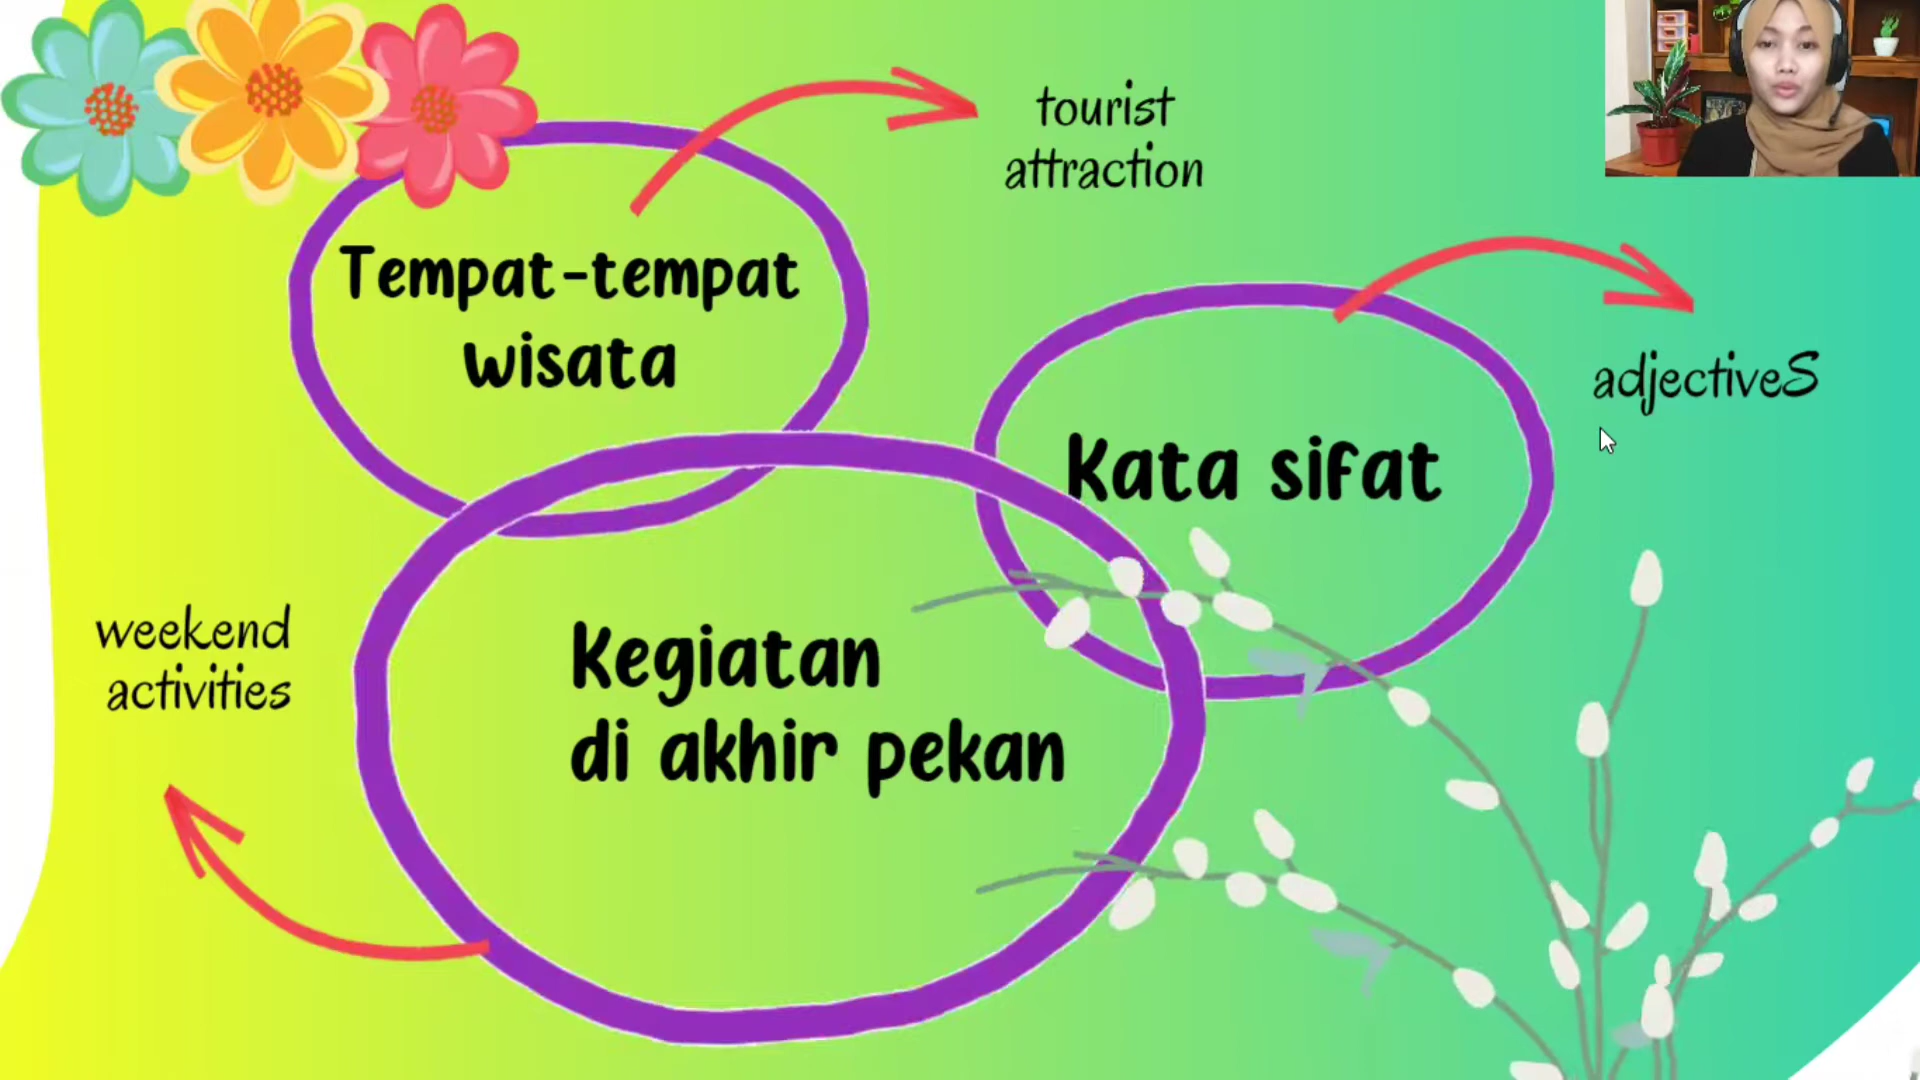 tourist
attraction
Tempat-tempat
wisata
adjectiveS
Kata sifat
weekend
activities
Kegiatan
di akhir pekan